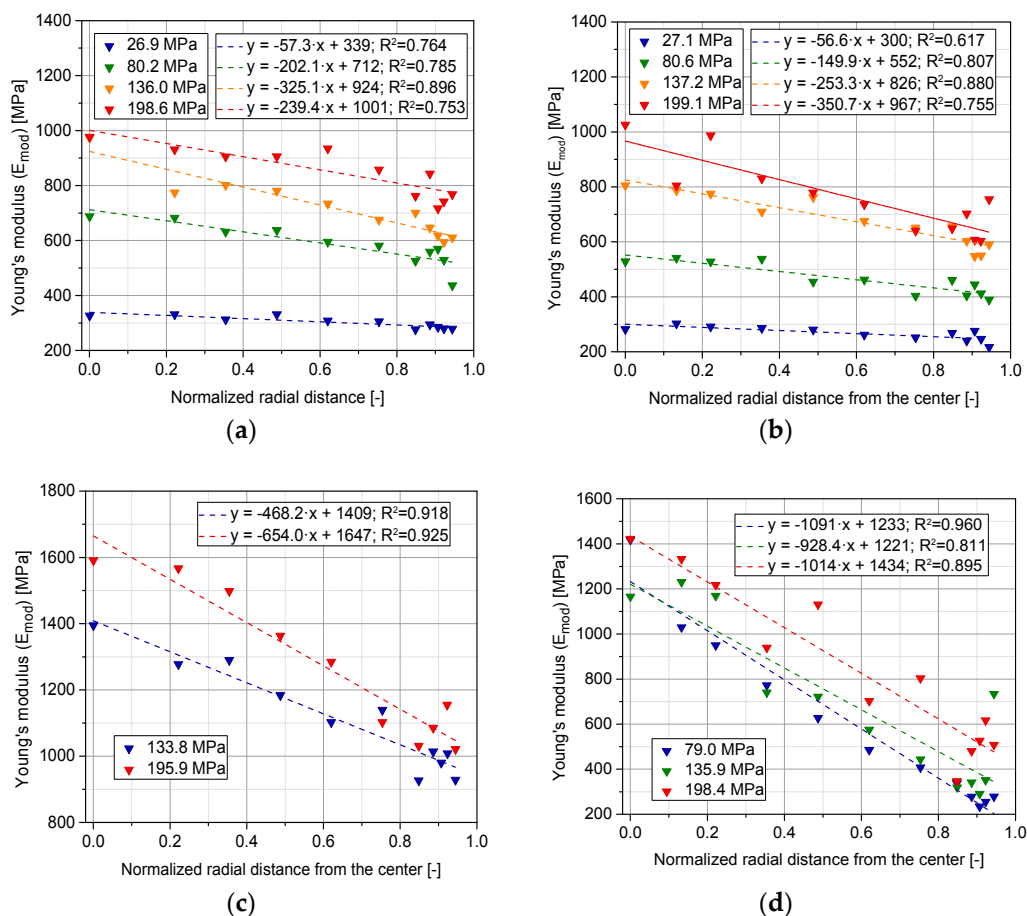 26.9 MPa
80.2 MPa
136.0 MPa
198.6 MPa
y = -57.3·x + 339; R²=0.764
y = -202.1·x + 712; R²=0.785
y = -325.1·x + 924; R²=0.896
y = -239.4·x + 1001; R²=0.753
1400
1200
1000
800
600
400
200
Young's modulus (E_mod) [MPa]
0.0 0.2 0.4 0.6 0.8 1.0
Normalized radial distance [-]
(a)
27.1 MPa
80.6 MPa
137.2 MPa
199.1 MPa
y = -56.6·x + 300; R²=0.617
y = -149.9·x + 552; R²=0.807
y = -253.3·x + 826; R²=0.880
y = -350.7·x + 967; R²=0.755
1400
1200
1000
800
600
400
200
Young's modulus (E_mod) [MPa]
0.0 0.2 0.4 0.6 0.8 1.0
Normalized radial distance from the center [-]
(b)
y = -468.2·x + 1409; R²=0.918
y = -654.0·x + 1647; R²=0.925
133.8 MPa
195.9 MPa
1800
1600
1400
1200
1000
800
Young's modulus (E_mod) [MPa]
0.0 0.2 0.4 0.6 0.8 1.0
Normalized radial distance from the center [-]
(c)
y = -1091·x + 1233; R²=0.960
y = -928.4·x + 1221; R²=0.811
y = -1014·x + 1434; R²=0.895
79.0 MPa
135.9 MPa
198.4 MPa
1600
1400
1200
1000
800
600
400
200
Young's modulus (E_mod) [MPa]
0.0 0.2 0.4 0.6 0.8 1.0
Normalized radial distance from the center [-]
(d)